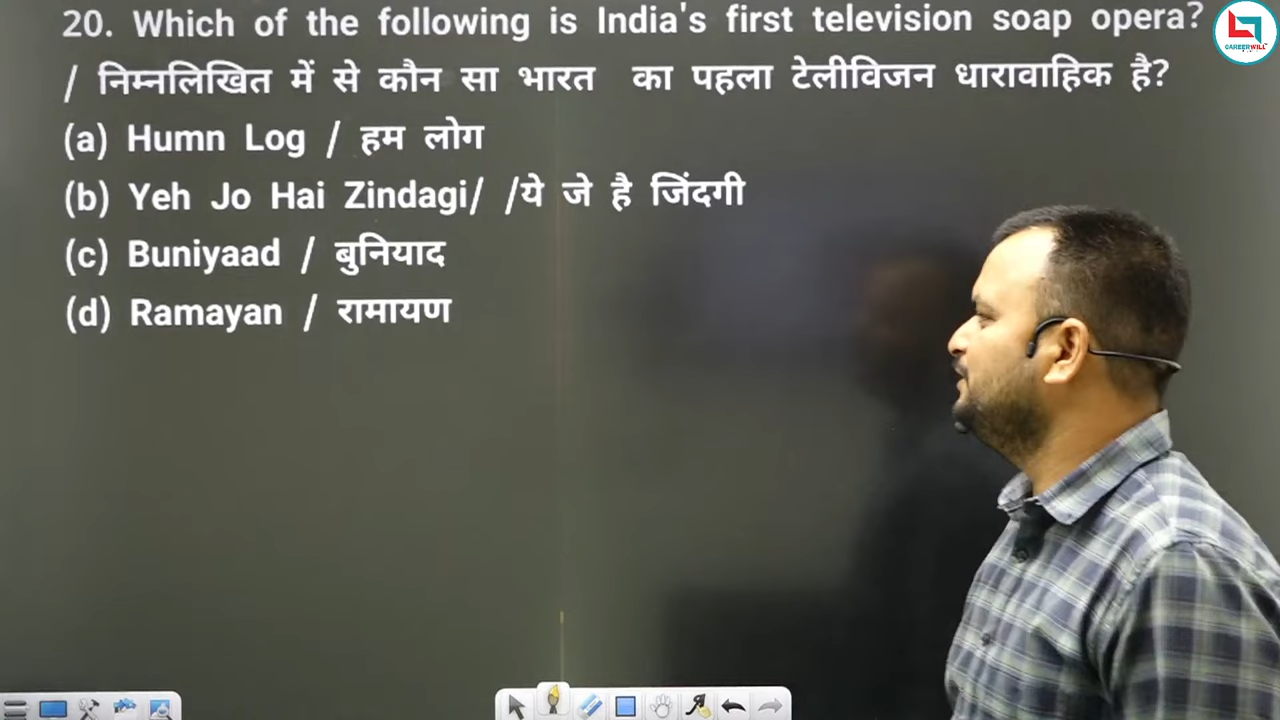 20. Which of the following is India's first television soap opera?
/ निम्नलिखित में से कौन सा भारत का पहला टेलीविजन धारावाहिक है?
(a) Humn Log / हम लोग
(b) Yeh Jo Hai Zindagi/ /ये जे है जिंदगी
(c) Buniyaad / बुनियाद
(d) Ramayan / रामायण
CAREERWILL